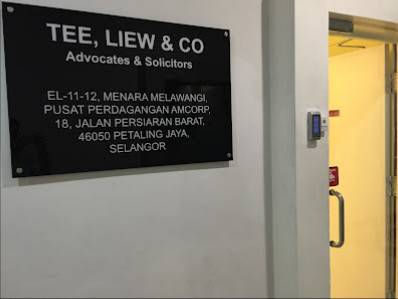 TEE, LIEW & CO
Advocates & Solicitors
EL-11-12, MENARA MELAWANGI,
PUSAT PERDAGANGAN AMCORP,
18, JALAN PERSIARAN BARAT,
46050 PETALING JAYA,
SELANGOR